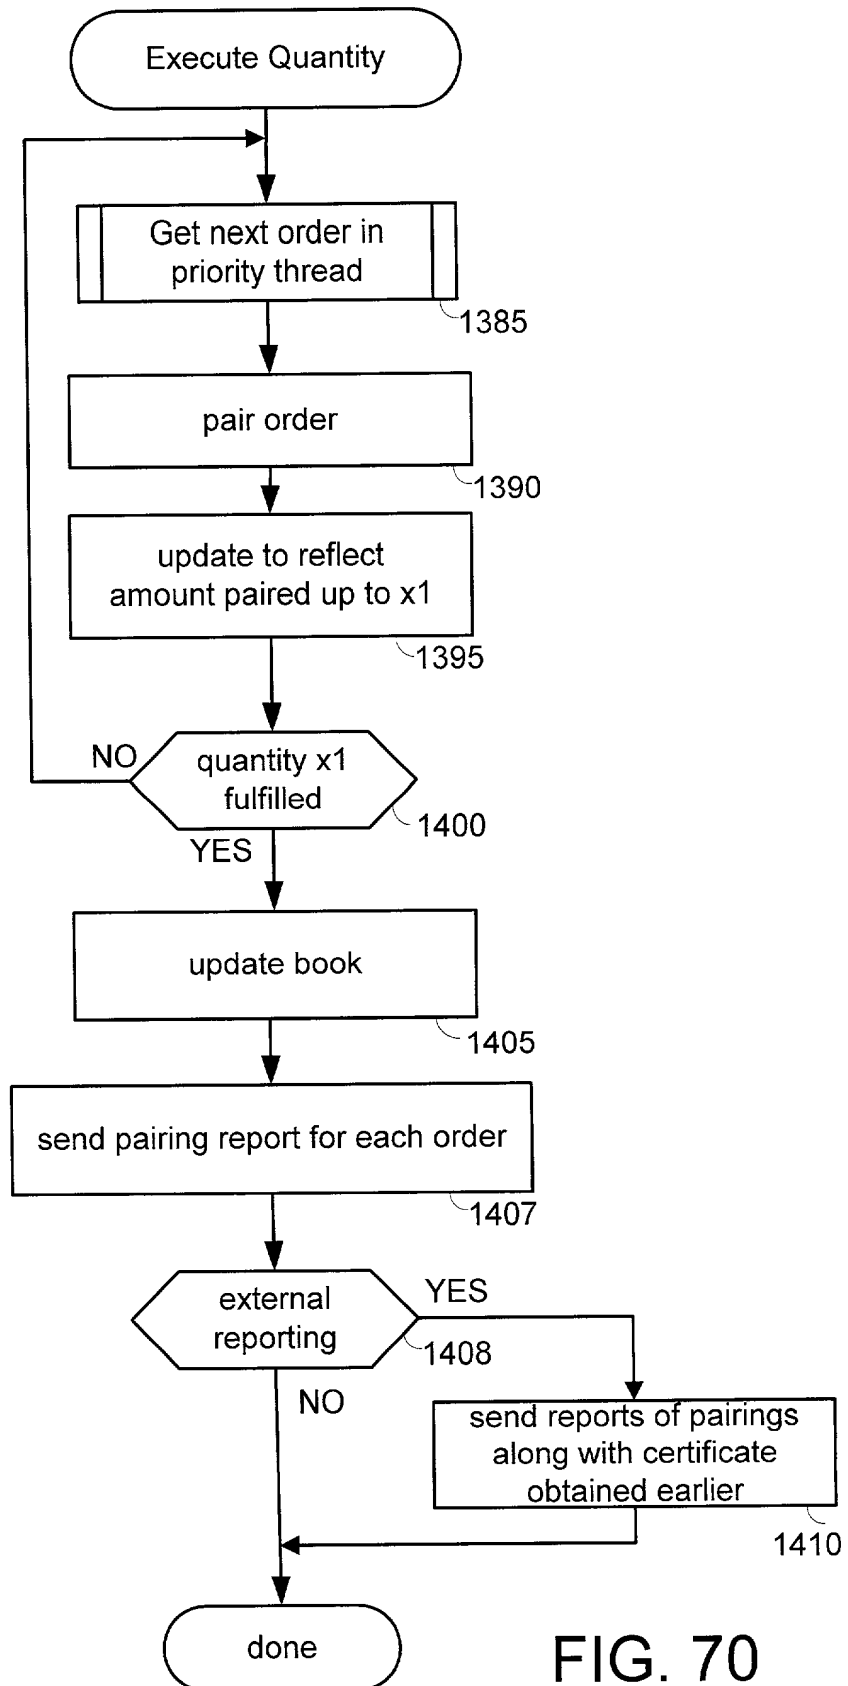 Execute Quantity
Get next order in
priority thread
1385
pair order
1390
update to reflect
amount paired up to x1
1395
NO
quantity x1
fulfilled
1400
YES
update book
1405
send pairing report for each order
1407
external
reporting
YES
1408
NO
send reports of pairings
along with certificate
obtained earlier
1410
done
FIG. 70